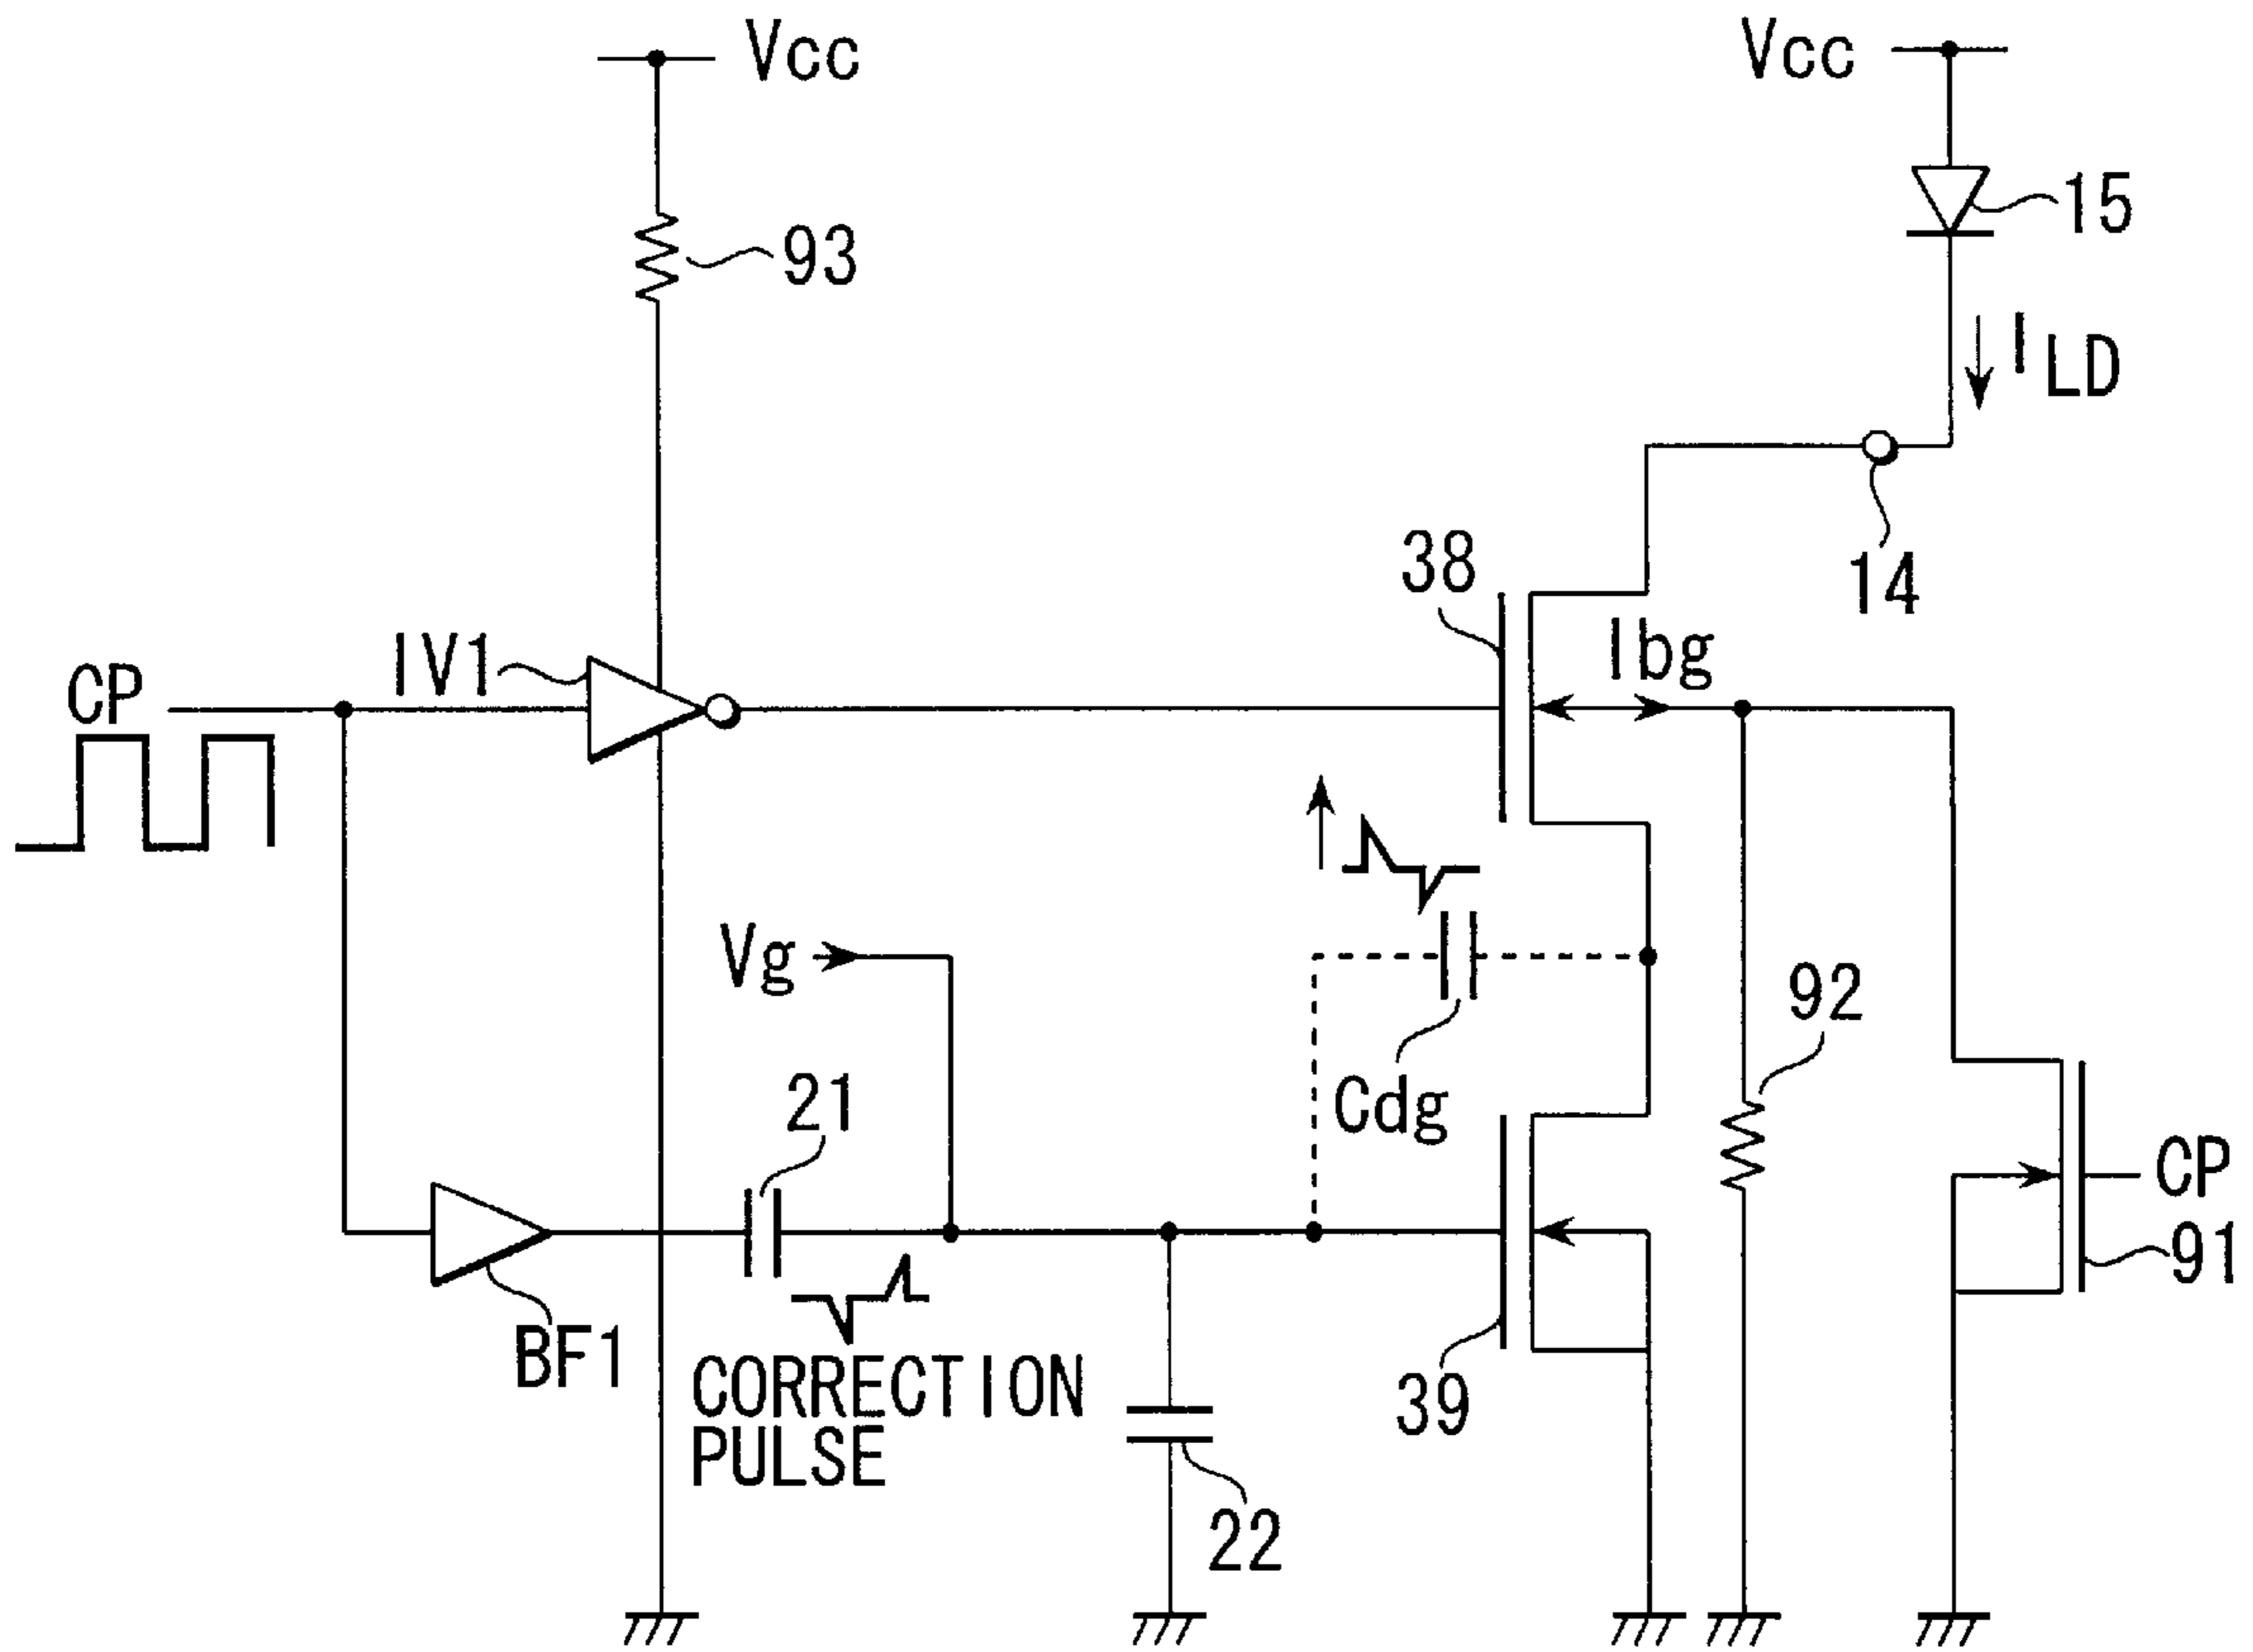 Vcc
Vcc
15
93
ILD
38
14
Ibg
IV1
CP
Vg
92
21
Cdg
CP
91
BF1
CORRECTION
PULSE
39
22